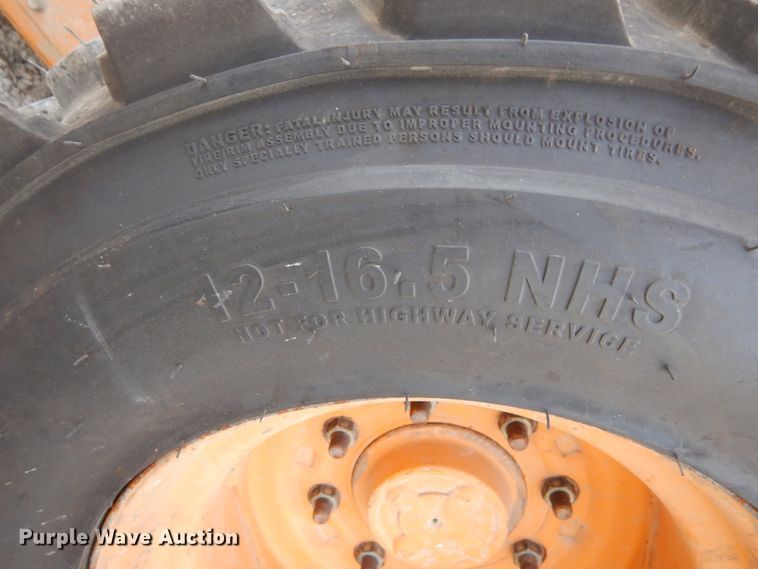 DANGER: FATAL INJURY MAY RESULT FROM EXPLOSION OF
TIRE/RIM ASSEMBLY DUE TO IMPROPER MOUNTING PROCEDURES.
ONLY SPECIALLY TRAINED PERSONS SHOULD MOUNT TIRES.
12-16.5 NHS
NOT FOR HIGHWAY SERVICE
Purple Wave Auction